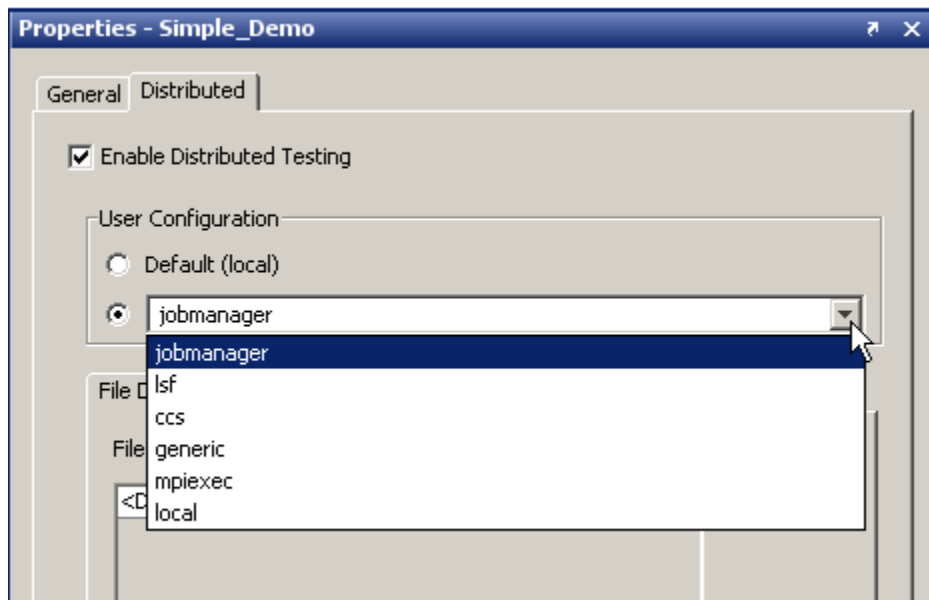 Properties - Simple_Demo
General Distributed
Enable Distributed Testing
User Configuration
Default (local)
jobmanager
jobmanager
lsf
File
ccs
generic
File
mpiexec
<D
local